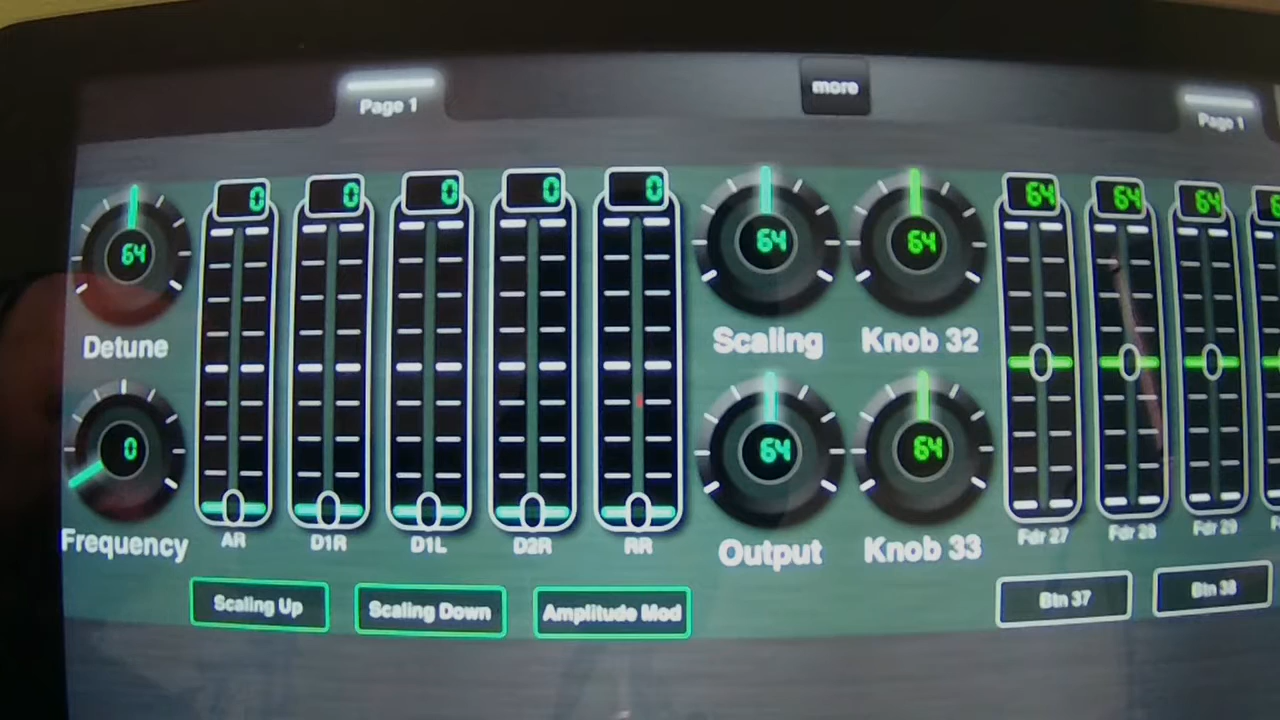 Page 1
more
Page 1
64
0
0
0
0
0
64
64
64
64
64
Detune
Scaling
Knob 32
0
64
64
Frequency
AR
D1R
D1L
D2R
RR
Output
Knob 33
Fdr 27
Fdr 28
Fdr 29
Scaling Up
Scaling Down
Amplitude Mod
Btn 37
Btn 38